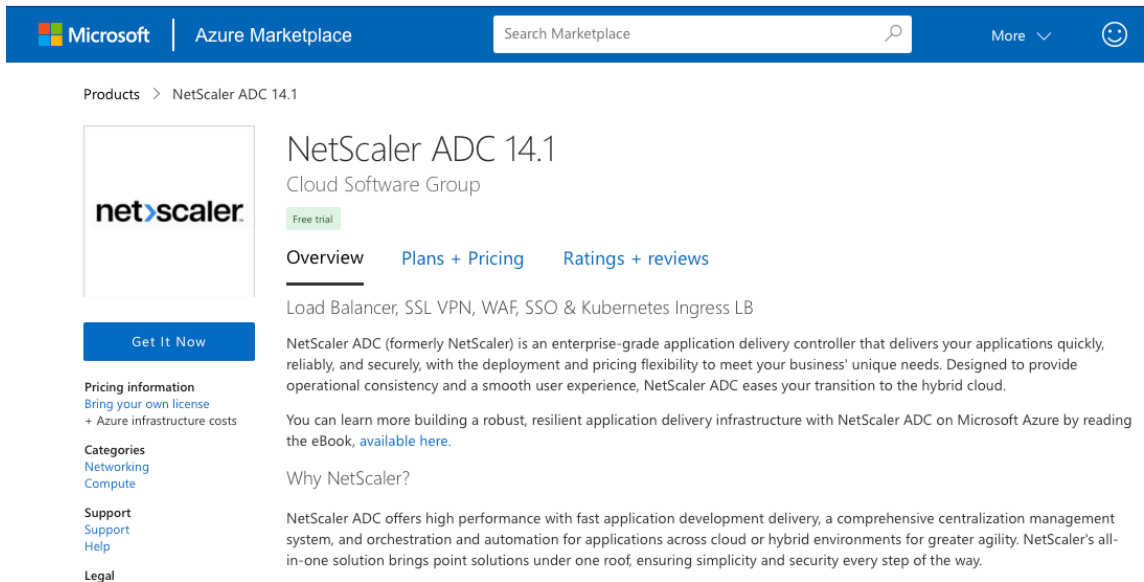 Microsoft Azure Marketplace Search Marketplace More
Products > NetScaler ADC 14.1
net>scaler
NetScaler ADC 14.1
Cloud Software Group
Free trial
Overview Plans + Pricing Ratings + reviews
Load Balancer, SSL VPN, WAF, SSO & Kubernetes Ingress LB
NetScaler ADC (formerly NetScaler) is an enterprise-grade application delivery controller that delivers your applications quickly,
reliably, and securely, with the deployment and pricing flexibility to meet your business' unique needs. Designed to provide
operational consistency and a smooth user experience, NetScaler ADC eases your transition to the hybrid cloud.
You can learn more building a robust, resilient application delivery infrastructure with NetScaler ADC on Microsoft Azure by reading
the eBook, available here.
Why NetScaler?
NetScaler ADC offers high performance with fast application development delivery, a comprehensive centralization management
system, and orchestration and automation for applications across cloud or hybrid environments for greater agility. NetScaler's all-
in-one solution brings point solutions under one roof, ensuring simplicity and security every step of the way.
Get It Now
Pricing information
Bring your own license
+ Azure infrastructure costs
Categories
Networking
Compute
Support
Support
Help
Legal